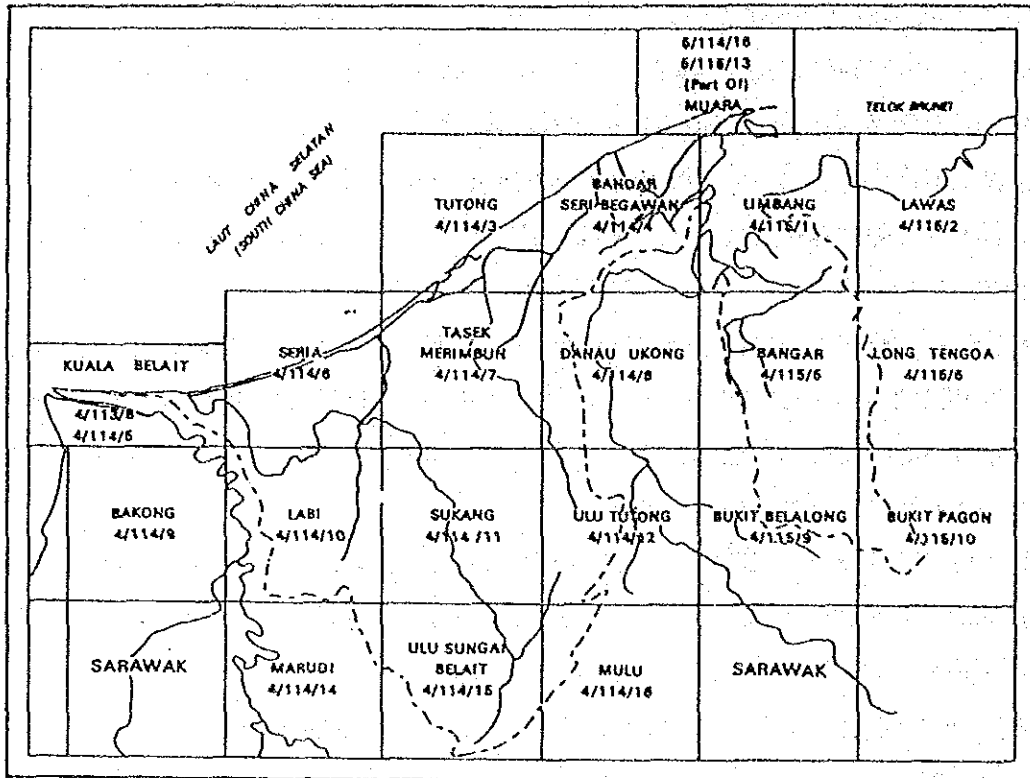 5/114/16
5/115/13
(Part Of)
MUARA
TELOK BRUNEI
LAUT CHINA SELATAN
(SOUTH CHINA SEA)
TUTONG
4/114/3
BANDAR
SERI BEGAWAN
4/114/4
LIMBANG
4/115/1
LAWAS
4/115/2
KUALA BELAIT
4/113/8
4/114/5
SERIA
4/114/6
TASEK
MERIMBUN
4/114/7
DANAU UKONG
4/114/8
BANGAR
4/115/5
LONG TENGOA
4/115/6
BAKONG
4/114/9
LABI
4/114/10
SUKANG
4/114/11
ULU TUTONG
4/114/12
BUKIT BELALONG
4/115/9
BUKIT PAGON
4/115/10
SARAWAK
MARUDI
4/114/14
ULU SUNGAI
BELAIT
4/114/15
MULU
4/114/16
SARAWAK